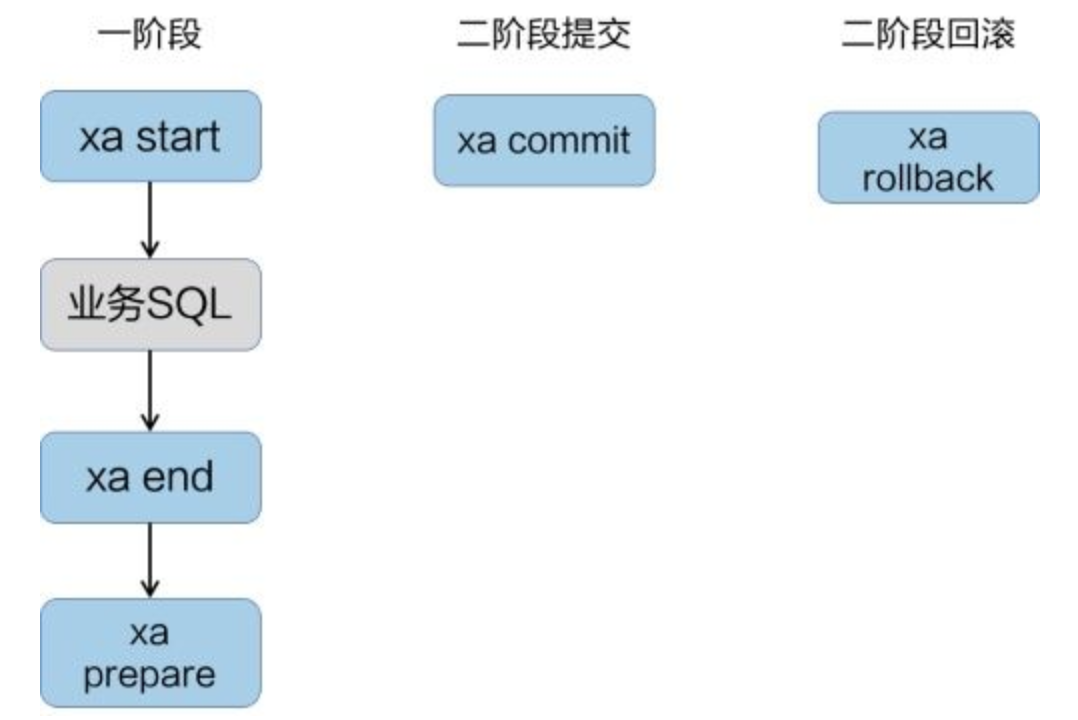 一阶段
二阶段提交
二阶段回滚
xa start
xa commit
xa
rollback
业务SQL
xa end
xa
prepare